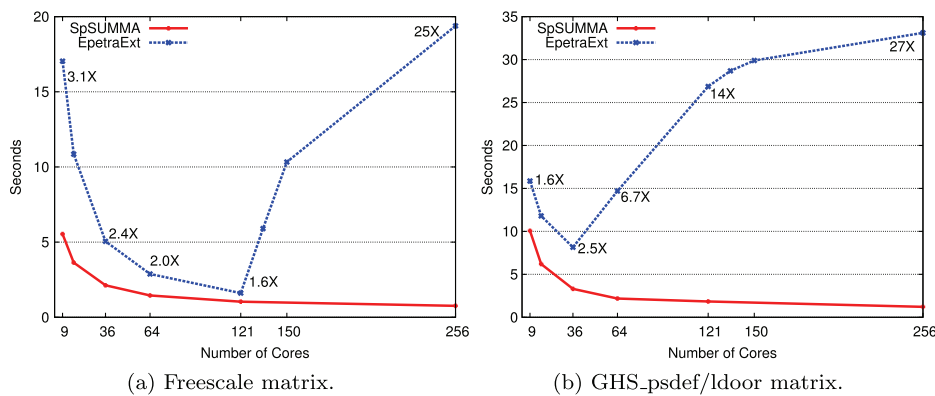 SpSUMMA
EpetraExt
20
15
10
5
0
Seconds
3.1X
2.4X
2.0X
1.6X
25X
9 36 64 121 150 256
Number of Cores
(a) Freescale matrix.
SpSUMMA
EpetraExt
35
30
25
20
15
10
5
0
Seconds
1.6X
2.5X
6.7X
14X
27X
9 36 64 121 150 256
Number of Cores
(b) GHS_psdef/ldoor matrix.